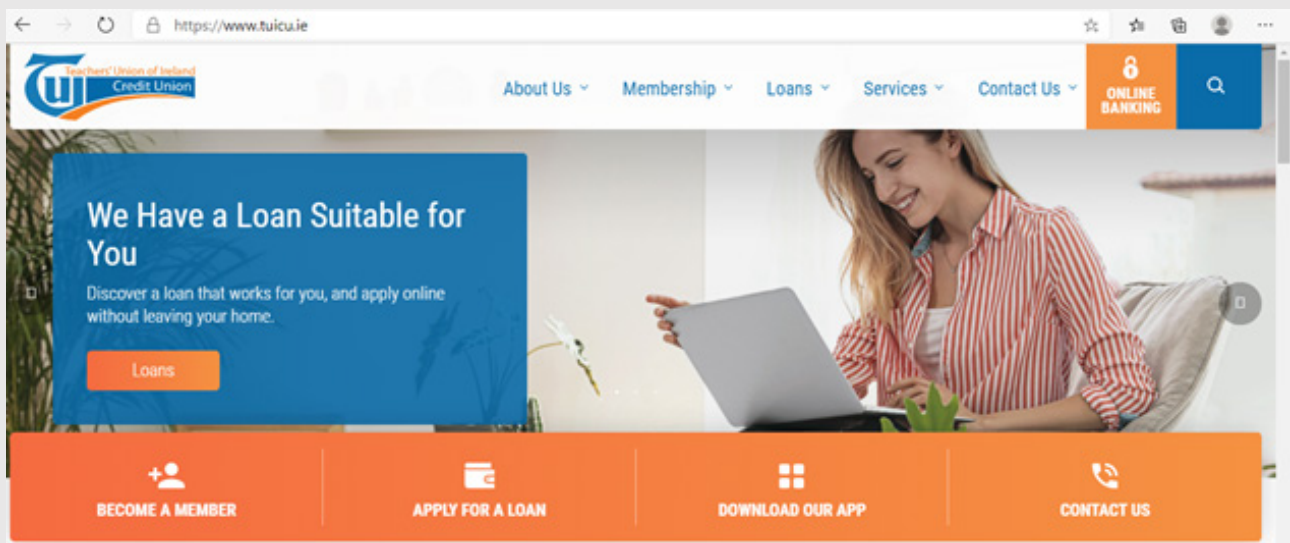 https://www.tuicu.ie
Tui
Teachers' Union of Ireland
Credit Union
About Us
Membership
Loans
Services
Contact Us
ONLINE
BANKING
We Have a Loan Suitable for
You
Discover a loan that works for you, and apply online
without leaving your home.
Loans
BECOME A MEMBER
APPLY FOR A LOAN
DOWNLOAD OUR APP
CONTACT US